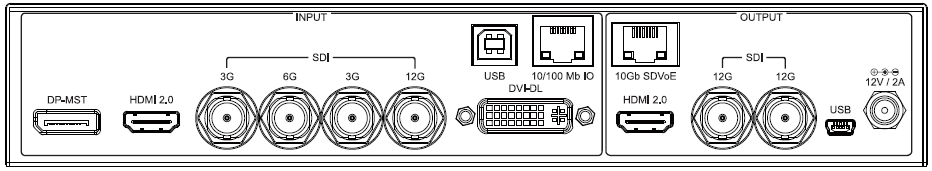 INPUT
OUTPUT
SDI
3G 6G 3G 12G
USB
10/100 Mb IO
DP-MST
HDMI 2.0
DVI-DL
10Gb SDVoE
SDI
12G 12G
12V / 2A
HDMI 2.0
USB